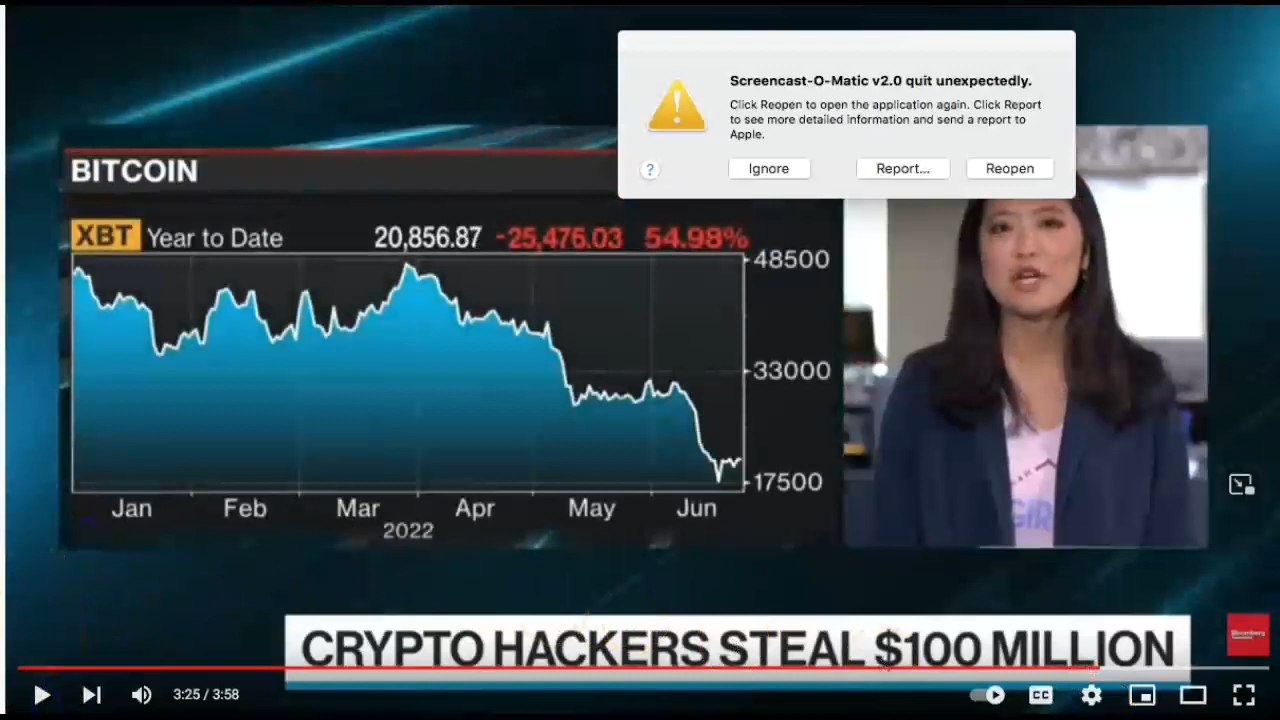 Screencast-O-Matic v2.0 quit unexpectedly.
Click Reopen to open the application again. Click Report
to see more detailed information and send a report to
Apple.
?
Ignore
Report...
Reopen
BITCOIN
XBT Year to Date 20,856.87 -25,476.03 54.98%
48500
33000
17500
Jan Feb Mar Apr May Jun
2022
GIR
CRYPTO HACKERS STEAL $100 MILLION
Bloomberg
3:25 / 3:58
CC